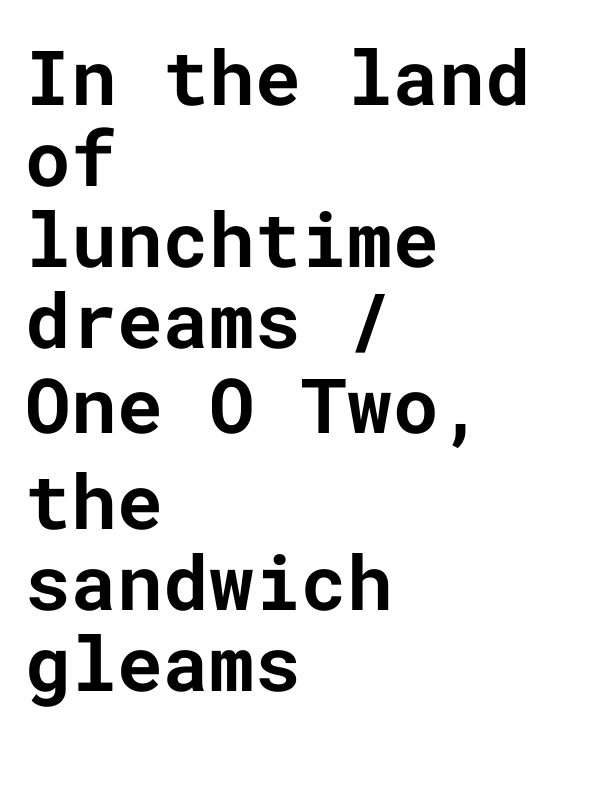 In the land
of
lunchtime
dreams /
One O Two,
the
sandwich
gleams